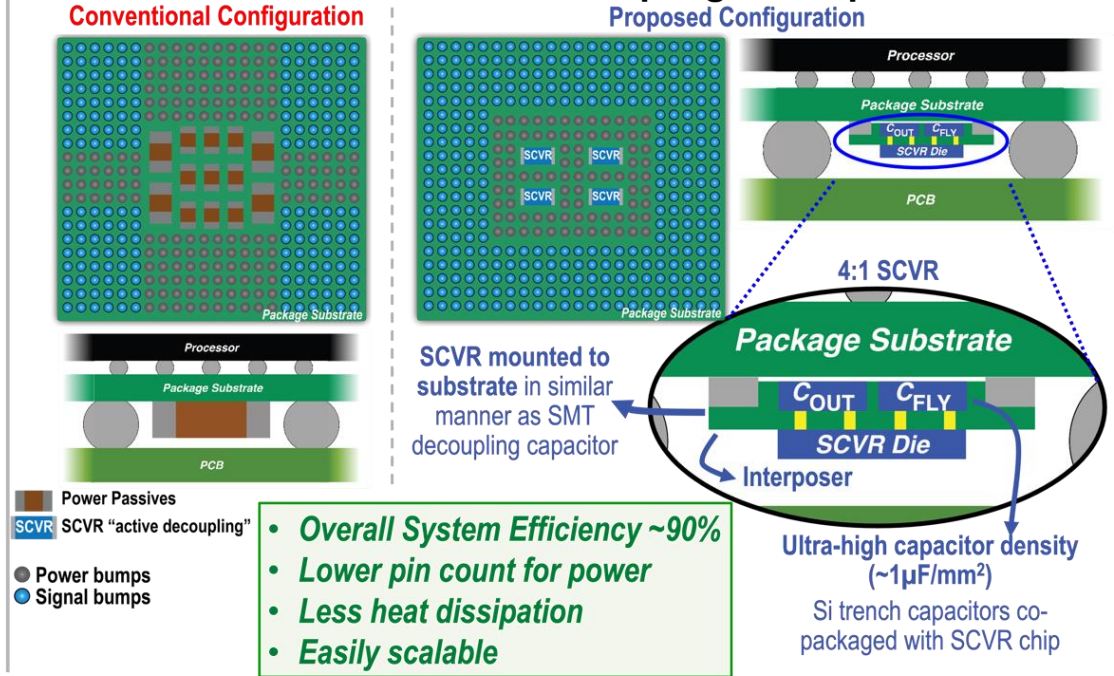 Conventional Configuration
Package Substrate
Processor
Package Substrate
PCB
Power Passives
SCVR
SCVR “active decoupling”
Power bumps
Signal bumps
Proposed Configuration
SCVR
SCVR
SCVR
SCVR
Package Substrate
Processor
Package Substrate
COUT
CFLY
SCVR Die
PCB
4:1 SCVR
Package Substrate
COUT
CFLY
SCVR Die
SCVR mounted to
substrate in similar
manner as SMT
decoupling capacitor
Interposer
Ultra-high capacitor density
(~1µF/mm²)
Si trench capacitors co-
packaged with SCVR chip
• Overall System Efficiency ~90%
• Lower pin count for power
• Less heat dissipation
• Easily scalable